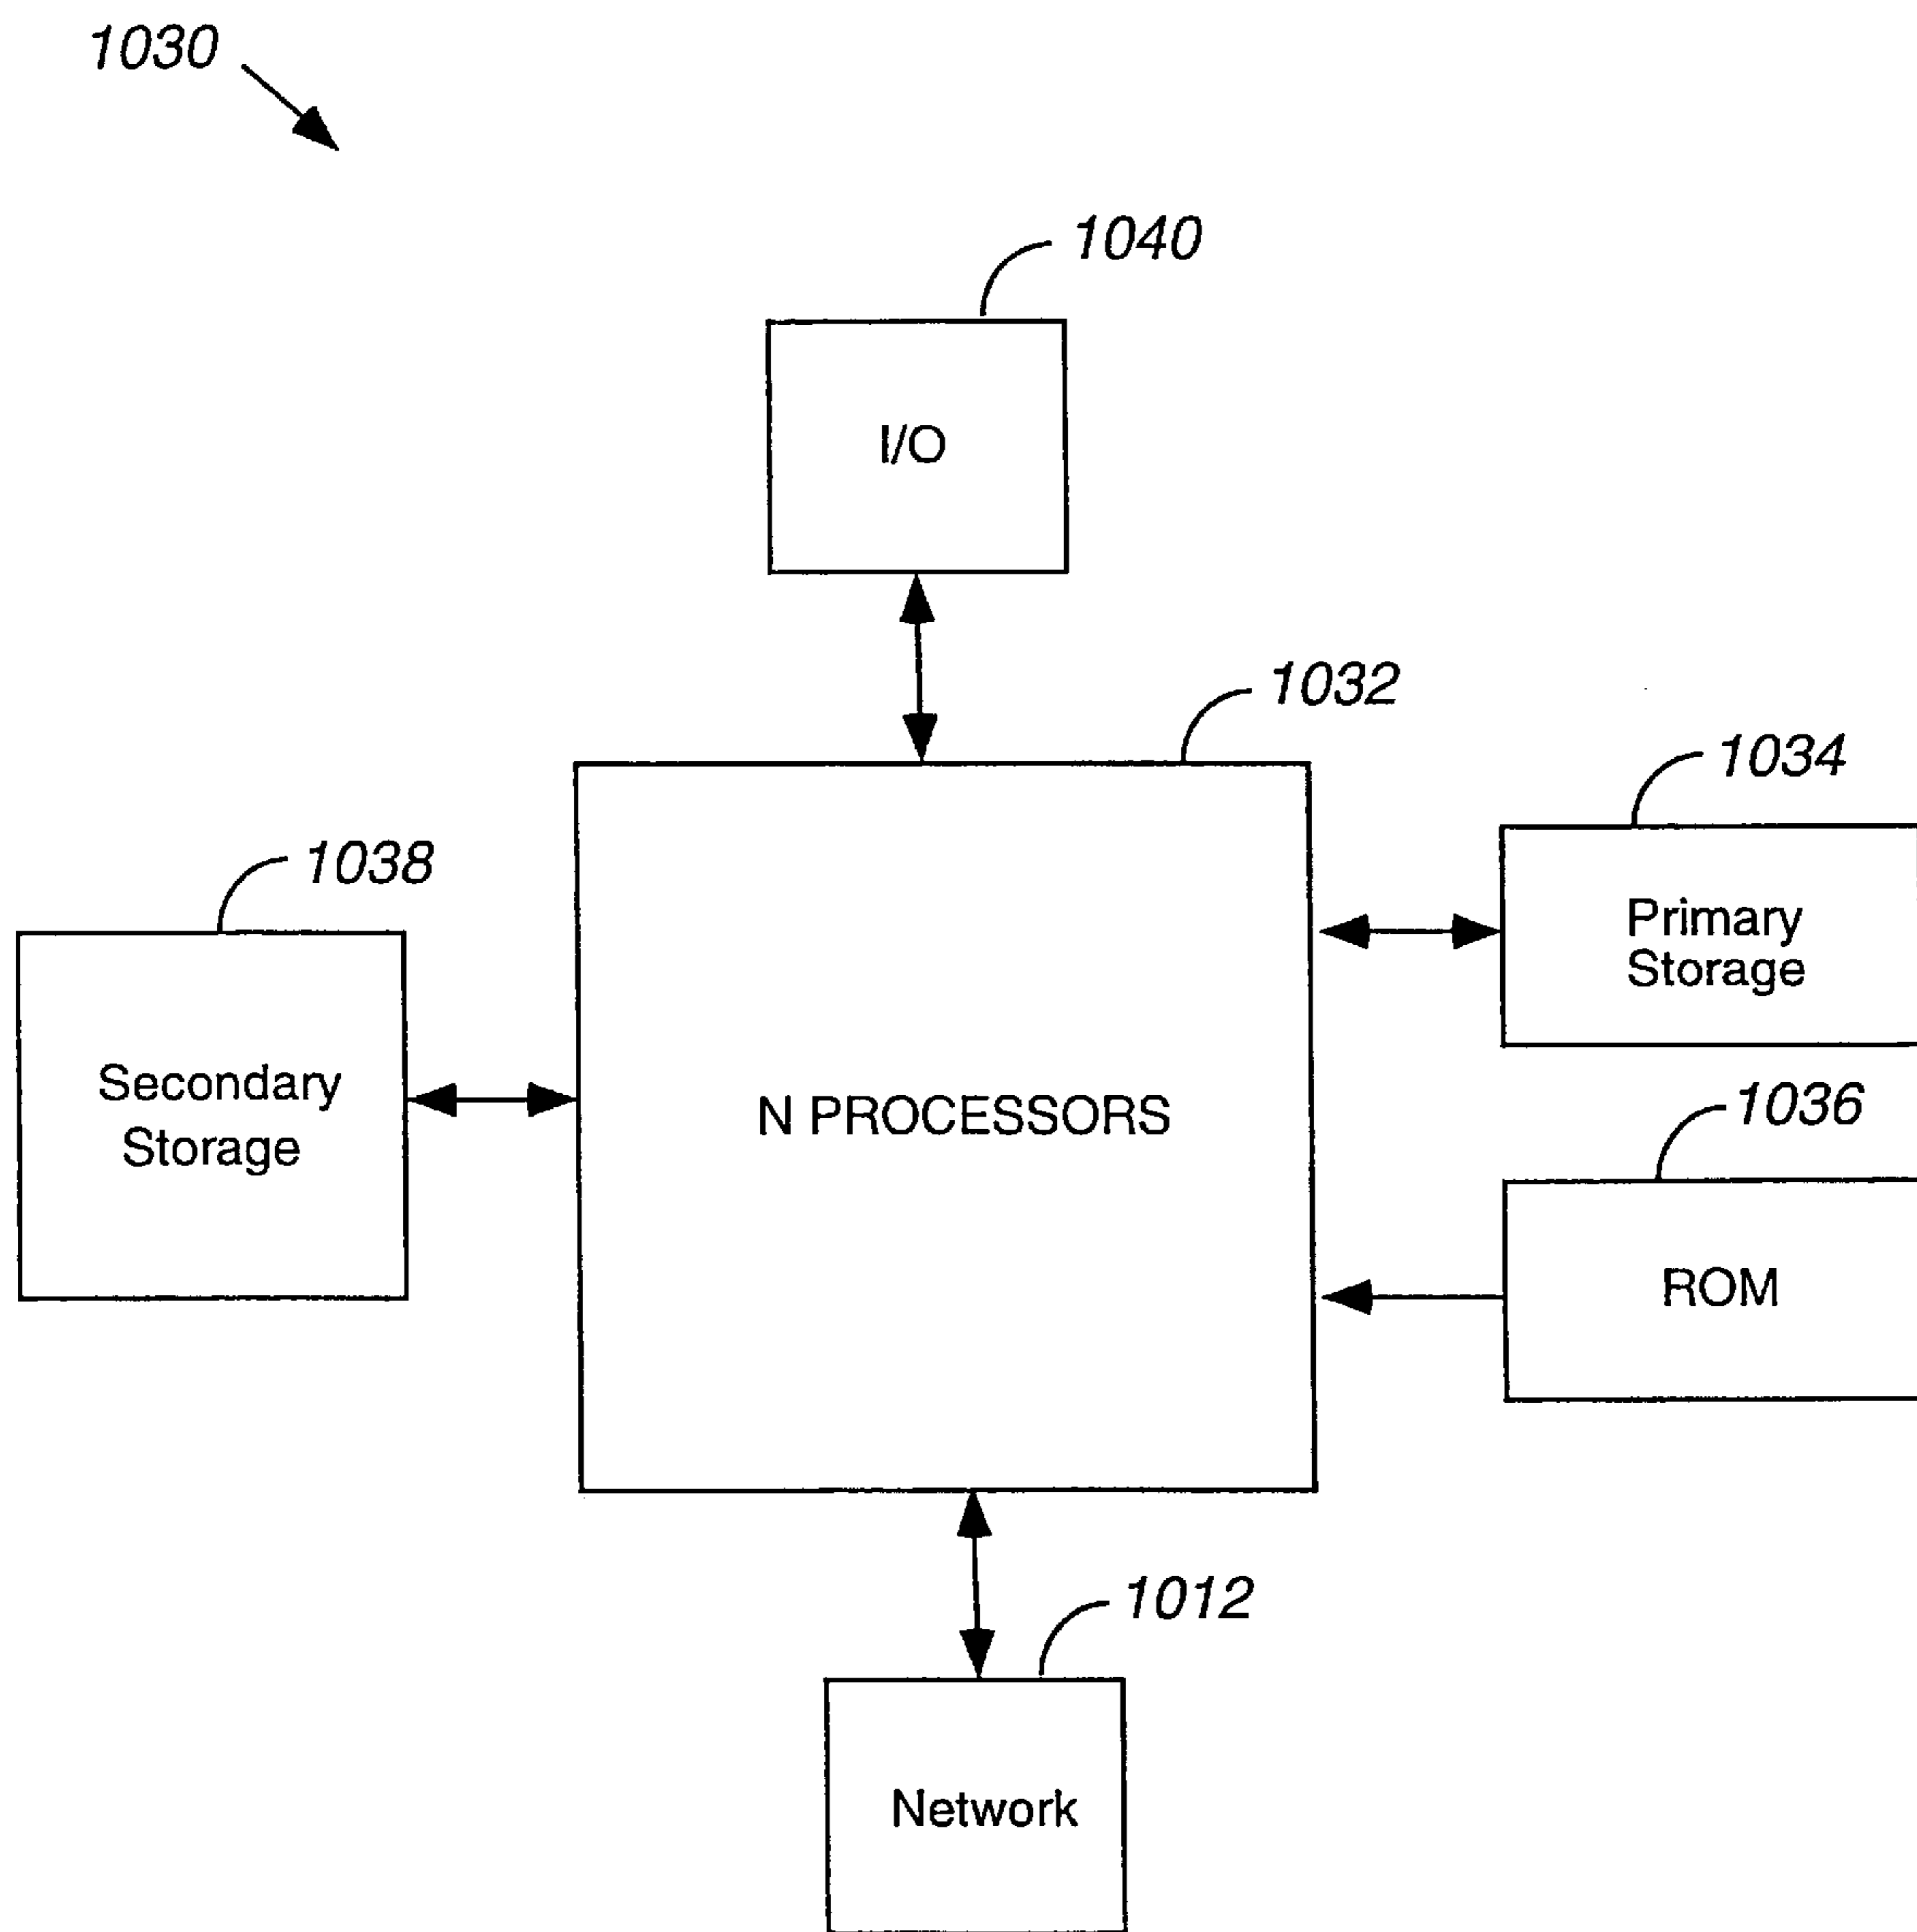 1030
1040
I/O
1032
1034
1038
Primary
Storage
Secondary
Storage
N PROCESSORS
1036
ROM
1012
Network